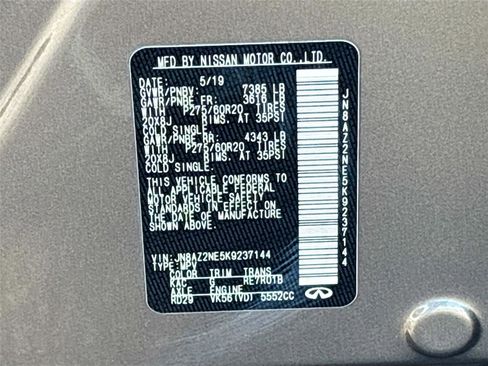 MFD BY NISSAN MOTOR CO.,LTD.
DATE: 5/19
GVWR/PNBV: 7385 LB
GAWR/PNBE FR: 3616 LB
WITH P275/60R20 TIRES
20X8J RIMS, AT 35PSI
COLD SINGLE.
GAWR/PNBE RR: 4343 LB
WITH P275/60R20 TIRES
20X8J RIMS, AT 35PSI
COLD SINGLE.
THIS VEHICLE CONFORMS TO
ALL APPLICABLE FEDERAL
MOTOR VEHICLE SAFETY
STANDARDS IN EFFECT ON THE
DATE OF MANUFACTURE
SHOWN ABOVE.
VIN: JN8AZ2NE5K9237144
TYPE: MPV
COLOR TRIM TRANS
KAC G RE7R01B
AXLE ENGINE
RD29 VK56(VD) 5552CC
INFINITI
JN8AZ2NE5K9237144